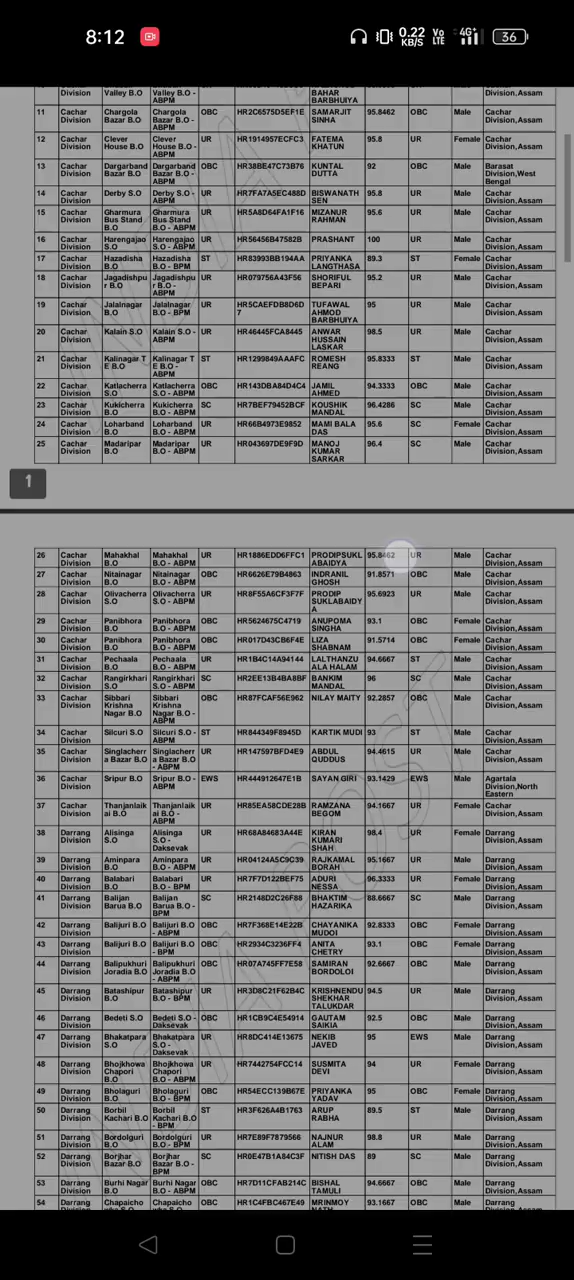 8:12 0.22 KB/S Vo LTE 4G+ 36
Division Valley B.O Valley B.O - ABPM BAHAR BARBHUIYA Division,Assam
11 Cachar Division Chargola Bazar B.O Chargola Bazar B.O - ABPM OBC HR2C6575D5EF1E SAMARJIT SINHA 95.8462 OBC Male Cachar Division,Assam
12 Cachar Division Clever House B.O Clever House B.O - ABPM UR HR1914957ECFC3 FATEMA KHATUN 95.8 UR Female Cachar Division,Assam
13 Cachar Division Dargarband Bazar B.O Dargarband Bazar B.O - ABPM OBC HR38BE47C73B76 KUNTAL DUTTA 92 OBC Male Barasat Division,West Bengal
14 Cachar Division Derby S.O Derby S.O - ABPM UR HR7FA7A5EC488D BISWANATH SEN 95.8 UR Male Cachar Division,Assam
15 Cachar Division Gharmura Bus Stand B.O Gharmura Bus Stand B.O - ABPM UR HR5A8D64FA1F16 MIZANUR RAHMAN 95.6 UR Male Cachar Division,Assam
16 Cachar Division Harengajao S.O Harengajao S.O - ABPM UR HR56456B47582B PRASHANT 100 UR Male Cachar Division,Assam
17 Cachar Division Hazadisha B.O Hazadisha B.O - BPM ST HR83993BB194AA PRIYANKA LANGTHASA 89.3 ST Female Cachar Division,Assam
18 Cachar Division Jagadishpu r B.O Jagadishpu r B.O - ABPM UR HR079756A43F56 SHORIFUL BEPARI 95.2 UR Male Cachar Division,Assam
19 Cachar Division Jalalnagar B.O Jalalnagar B.O - BPM UR HR5CAEFDB8D6D 7 TUFAWAL AHMOD BARBHUIYA 95 UR Male Cachar Division,Assam
20 Cachar Division Kalain S.O Kalain S.O - ABPM UR HR46445FCA8445 ANWAR HUSSAIN LASKAR 98.5 UR Male Cachar Division,Assam
21 Cachar Division Kalinagar T E B.O Kalinagar T E B.O - ABPM ST HR1299849AAAFC ROMESH REANG 95.8333 ST Male Cachar Division,Assam
22 Cachar Division Katlacherra S.O Katlacherra S.O - ABPM OBC HR143DBA84D4C4 JAMIL AHMED 94.3333 OBC Male Cachar Division,Assam
23 Cachar Division Kukicherra B.O Kukicherra B.O - ABPM SC HR7BEF79452BCF KOUSHIK MANDAL 96.4286 SC Male Cachar Division,Assam
24 Cachar Division Loharband B.O Loharband B.O - ABPM UR HR66B4973E9852 MAMI BALA DAS 95.6 SC Female Cachar Division,Assam
25 Cachar Division Madaripar B.O Madaripar B.O - ABPM UR HR043697DE9F9D MANOJ KUMAR SARKAR 96.4 SC Male Cachar Division,Assam
1
26 Cachar Division Mahakhal B.O Mahakhal B.O - ABPM UR HR1886EDD6FFC1 PRODIPSUKL ABAIDYA 95.8462 UR Male Cachar Division,Assam
27 Cachar Division Nitainagar B.O Nitainagar B.O - ABPM OBC HR6626E79B4863 INDRANIL GHOSH 91.8571 OBC Male Cachar Division,Assam
28 Cachar Division Olivacherra S.O Olivacherra S.O - ABPM UR HR8F55A6CF3F7F PRODIP SUKLABAIDY A 95.6923 UR Male Cachar Division,Assam
29 Cachar Division Panibhora B.O Panibhora B.O - ABPM OBC HR5624675C4719 ANUPOMA SINGHA 93.1 OBC Female Cachar Division,Assam
30 Cachar Division Panibhora B.O Panibhora B.O - ABPM OBC HR017D43CB6F4E LIZA SHABNAM 91.5714 OBC Female Cachar Division,Assam
31 Cachar Division Pechaala B.O Pechaala B.O - ABPM UR HR1B4C14A94144 LALTHANZU ALA HALAM 94.6667 ST Male Cachar Division,Assam
32 Cachar Division Rangirkhari S.O Rangirkhari S.O - ABPM SC HR2EE13B4BA8BF BANKIM MANDAL 96 SC Male Cachar Division,Assam
33 Cachar Division Sibbari Krishna Nagar B.O Sibbari Krishna Nagar B.O - ABPM OBC HR87FCAF56E962 NILAY MAITY 92.2857 OBC Male Cachar Division,Assam
34 Cachar Division Silcuri S.O Silcuri S.O - ABPM ST HR844349F8945D KARTIK MUDI 93 ST Male Cachar Division,Assam
35 Cachar Division Singlacherr a Bazar B.O Singlacherr a Bazar B.O - ABPM UR HR147597BFD4E9 ABDUL QUDDUS 94.4615 UR Male Cachar Division,Assam
36 Cachar Division Sripur B.O Sripur B.O - ABPM EWS HR444912647E1B SAYAN GIRI 93.1429 EWS Male Agartala Division,North Eastern
37 Cachar Division Thanjanlaik ai B.O Thanjanlaik ai B.O - ABPM UR HR85EA58CDE28B RAMZANA BEGOM 94.1667 UR Female Cachar Division,Assam
38 Darrang Division Alisinga S.O Alisinga S.O - Daksevak UR HR68A84683A44E KIRAN KUMARI SHAH 98.4 UR Female Darrang Division,Assam
39 Darrang Division Aminpara B.O Aminpara B.O - ABPM UR HR04124A5C9C39 RAJKAMAL BORAH 95.1667 UR Male Darrang Division,Assam
40 Darrang Division Balabari B.O Balabari B.O - BPM UR HR7F7D122BEF75 ADURI NESSA 96.3333 UR Female Darrang Division,Assam
41 Darrang Division Balijan Barua B.O Balijan Barua B.O - BPM SC HR2148D2C26F88 BHAKTIM HAZARIKA 88.6667 SC Male Darrang Division,Assam
42 Darrang Division Balijuri B.O Balijuri B.O - ABPM OBC HR7F368E14E22B CHAYANIKA MUDOI 92.8333 OBC Female Darrang Division,Assam
43 Darrang Division Balijuri B.O Balijuri B.O - BPM OBC HR2934C3236FF4 ANITA CHETRY 93.1 OBC Female Darrang Division,Assam
44 Darrang Division Balipukhuri Joradia B.O Balipukhuri Joradia B.O - ABPM OBC HR07A745FF7E58 SAMIRAN BORDOLOI 92.6667 OBC Male Darrang Division,Assam
45 Darrang Division Batashipur B.O Batashipur B.O - BPM UR HR3D8C21F62B4C KRISHNENDU SHEKHAR TALUKDAR 94.5 UR Male Darrang Division,Assam
46 Darrang Division Bedeti S.O Bedeti S.O - Daksevak OBC HR1CB9C4E54914 GAUTAM SAIKIA 92.5 OBC Male Darrang Division,Assam
47 Darrang Division Bhakatpara S.O Bhakatpara S.O - Daksevak UR HR8DC414E13675 NEKIB JAVED 95 EWS Male Darrang Division,Assam
48 Darrang Division Bhojkhowa Chapori B.O Bhojkhowa Chapori B.O - ABPM UR HR7442754FCC14 SUSMITA DEVI 94 UR Female Darrang Division,Assam
49 Darrang Division Bholaguri B.O Bholaguri B.O - BPM OBC HR54ECC139B67E PRIYANKA YADAV 95 OBC Female Darrang Division,Assam
50 Darrang Division Borbil Kachari B.O Borbil Kachari B.O - BPM ST HR3F626A4B1763 ARUP RABHA 89.5 ST Male Darrang Division,Assam
51 Darrang Division Bordolguri B.O Bordolguri B.O - BPM UR HR7E89F7879566 NAJNUR ALAM 98.8 UR Male Darrang Division,Assam
52 Darrang Division Borjhar Bazar B.O Borjhar Bazar B.O - BPM SC HR0E47B1A84C3F NITISH DAS 89 SC Male Darrang Division,Assam
53 Darrang Division Burhi Nagar B.O Burhi Nagar B.O - ABPM OBC HR7D11CFAB214C BISHAL TAMULI 94.6667 OBC Male Darrang Division,Assam
54 Darrang Division Chapaicho Chapaicho OBC HR1C4FBC467E49 MRINMOY NATH 93.1667 OBC Male Darrang Division,Assam